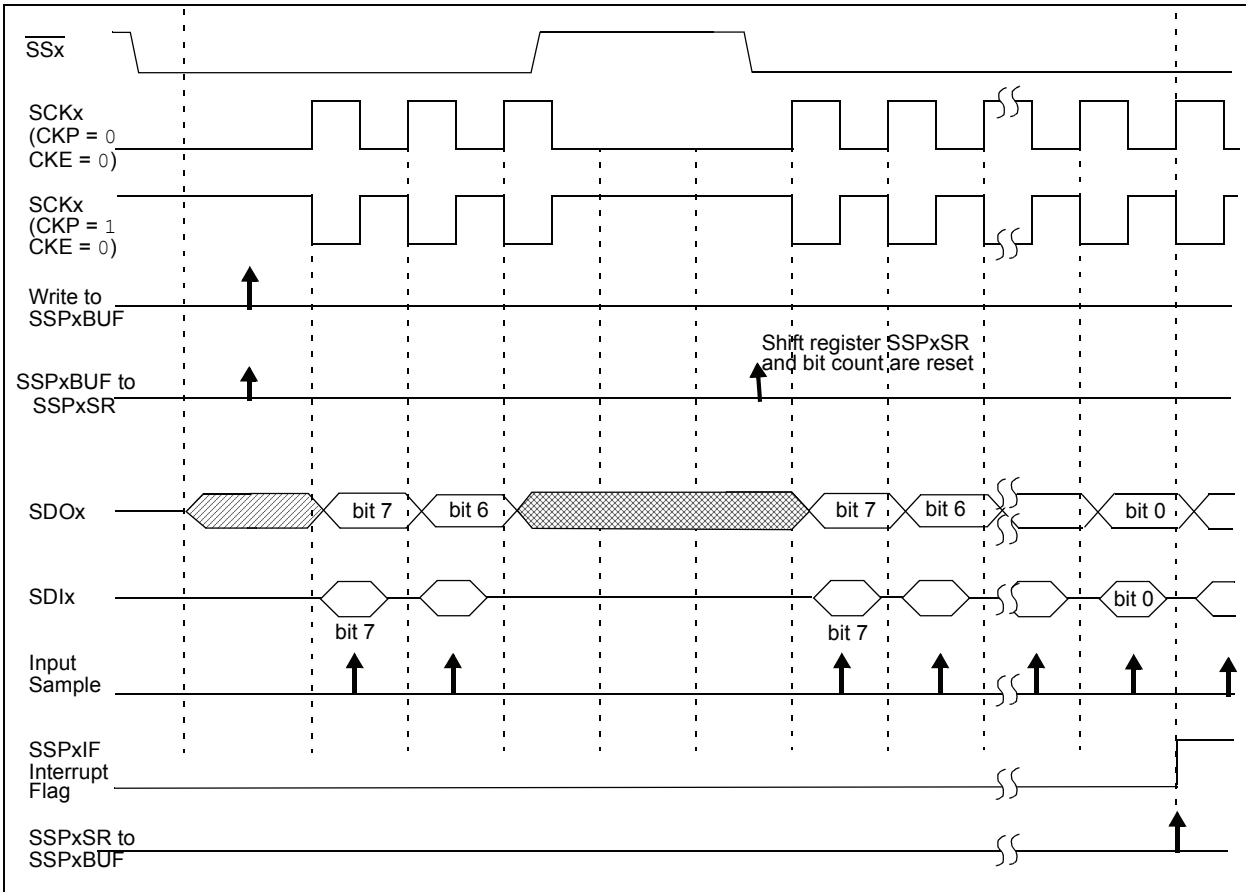 SSx
SCKx
(CKP = 0
CKE = 0)
SCKx
(CKP = 1
CKE = 0)
Write to
SSPxBUF
Shift register SSPxSR
and bit count are reset
SSPxBUF to
SSPxSR
SDOx
bit 7
bit 6
bit 7
bit 6
bit 0
SDIx
bit 0
bit 7
bit 7
Input
Sample
SSPxIF
Interrupt
Flag
SSPxSR to
SSPxBUF